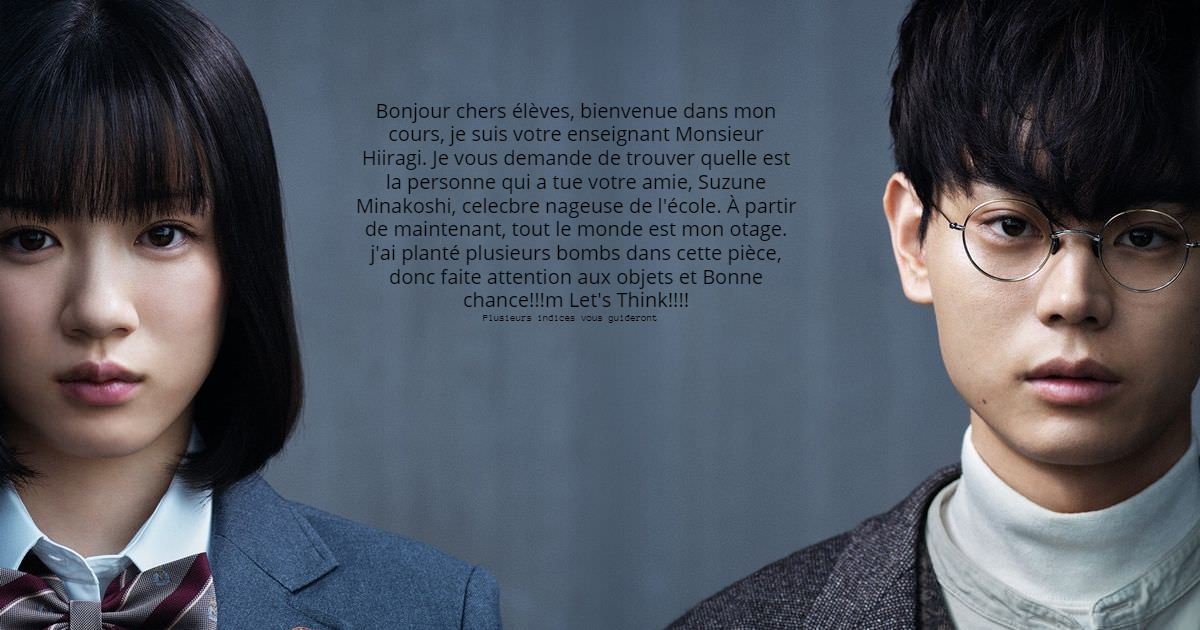 Bonjour chers élèves, bienvenue dans mon
cours, je suis votre enseignant Monsieur
Hiiragi. Je vous demande de trouver quelle est
la personne qui a tue votre amie, Suzune
Minakoshi, celecbre nageuse de l'école. À partir
de maintenant, tout le monde est mon otage.
j'ai planté plusieurs bombs dans cette pièce,
donc faite attention aux objets et Bonne
chance!!!m Let's Think!!!!
Plusieurs indices vous guideront